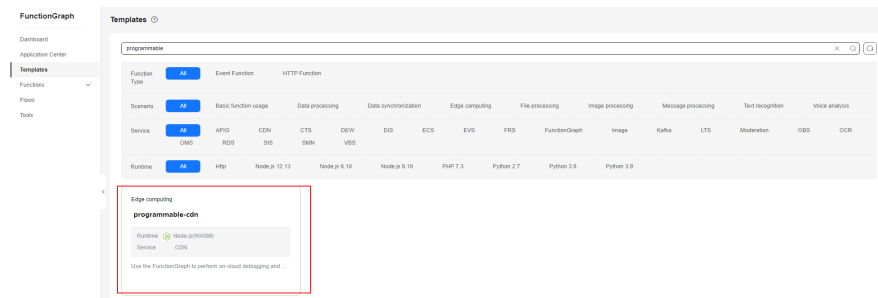 FunctionGraph
Dashboard
Application Center
Templates
Functions
Flows
Tools
Templates
programmable
Function Type All Event Function HTTP Function
Scenario All Basic function usage Data processing Data synchronization Edge computing File processing Image processing Message processing Text recognition Voice analysis
Service All APIG CDN CTS DEW DIS ECS EVS FRS FunctionGraph Image Kafka LTS Moderation OBS OCR
OMS RDS SIS SMN VBS
Runtime All Http Node.js 12.13 Node.js 6.10 Node.js 8.10 PHP 7.3 Python 2.7 Python 3.6 Python 3.9
Edge computing
programmable-cdn
Runtime Node.js(WASM)
Service CDN
Use the FunctionGraph to perform on-cloud debugging and ...